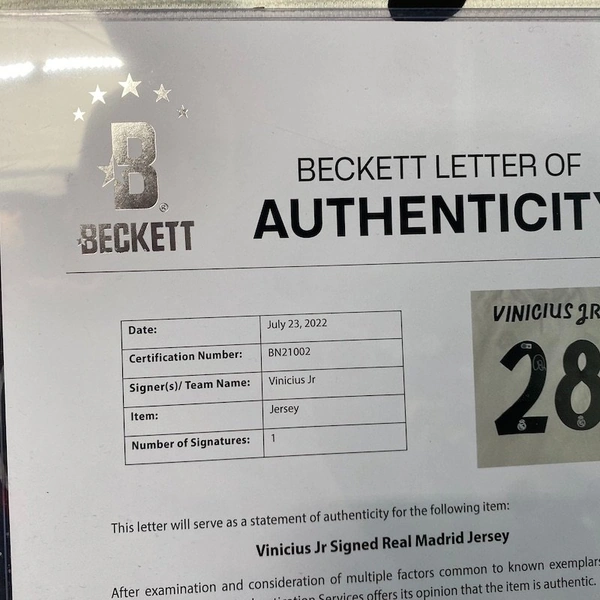 B
BECKETT
BECKETT LETTER OF
AUTHENTICITY
Date: July 23, 2022
Certification Number: BN21002
Signer(s)/ Team Name: Vinicius Jr
Item: Jersey
Number of Signatures: 1
VINICIUS JR
28
This letter will serve as a statement of authenticity for the following item:
Vinicius Jr Signed Real Madrid Jersey
After examination and consideration of multiple factors common to known exemplars
Services offers its opinion that the item is authentic.